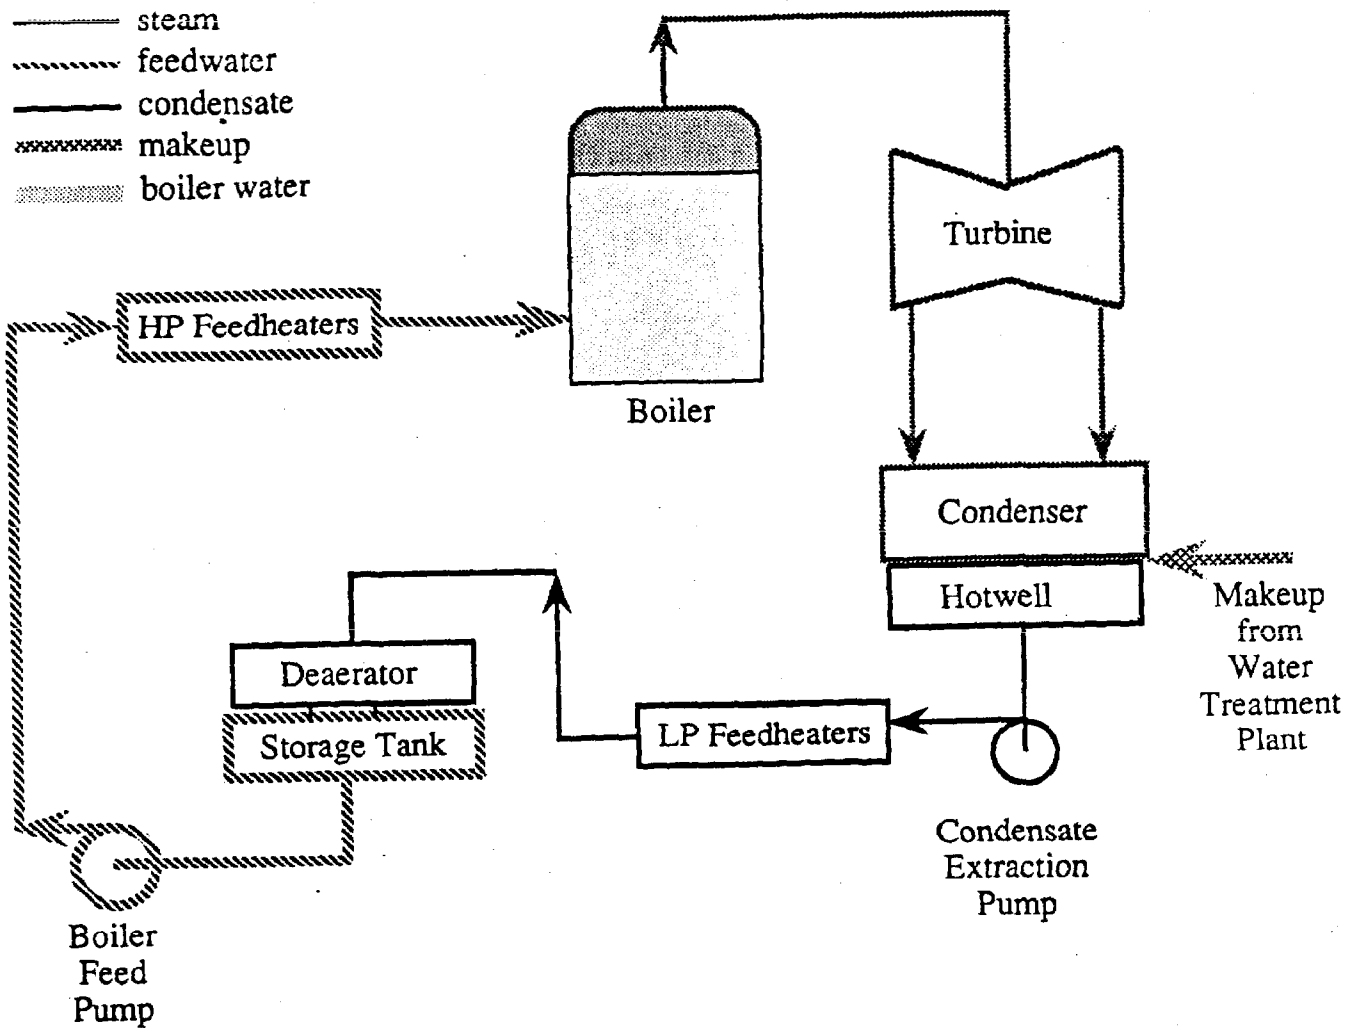 steam
feedwater
condensate
makeup
boiler water
Turbine
HP Feedheaters
Boiler
Condenser
Hotwell
Makeup
from
Water
Treatment
Plant
Deaerator
Storage Tank
LP Feedheaters
Condensate
Extraction
Pump
Boiler
Feed
Pump